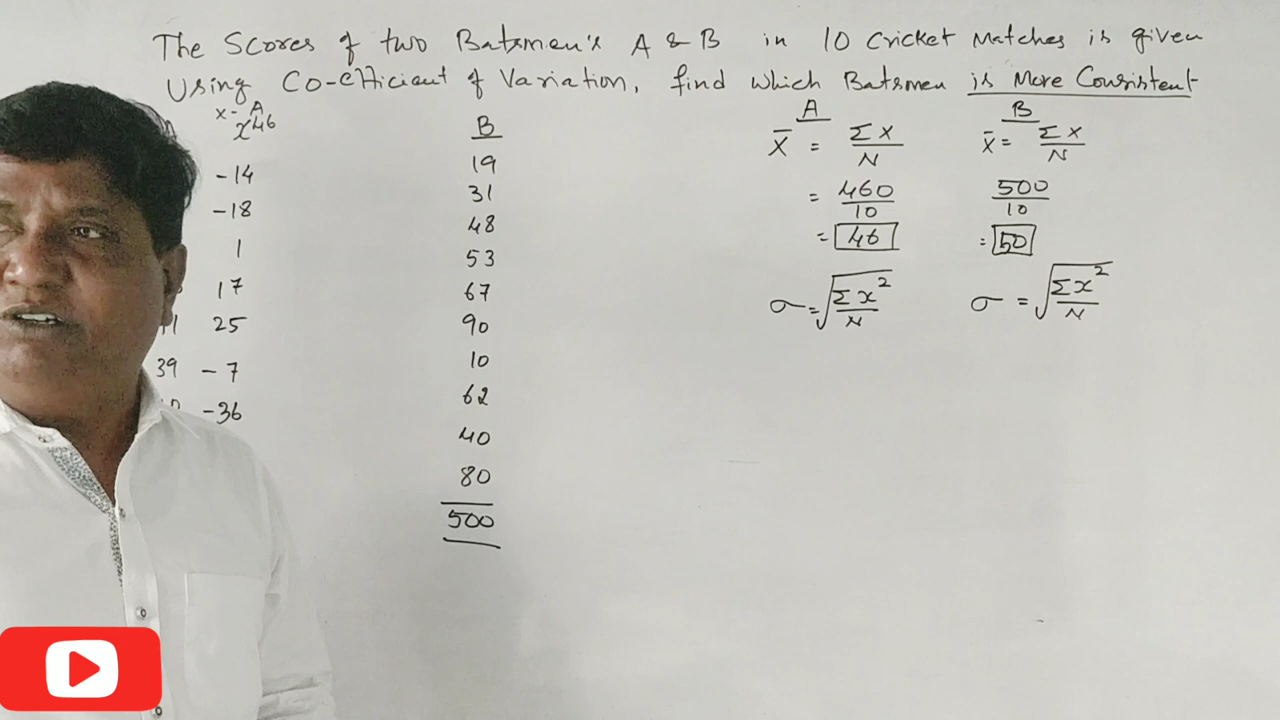 The Scores of two Batsmen's A & B in 10 Cricket Matches is given
Using Co-efficient of Variation, find which Batsmen is More Consistent
x - A
x 46
-14
-18
1
17
25
39 -7
-36
B
19
31
48
53
67
90
10
62
40
80
500
A
X̄ = Σx / N
= 460 / 10
= 46
σ = √Σx² / N
B
x̄ = Σx / N
500 / 10
= 50
σ = √Σx² / N